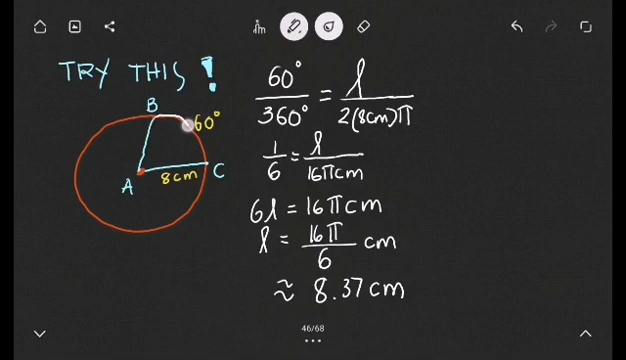 TRY THIS !
B
60°
A
8cm
C
60°/360° = l/2(8cm)π
1/6 = l/16πcm
6l = 16πcm
l = 16π/6 cm
≈ 8.37cm
46/68